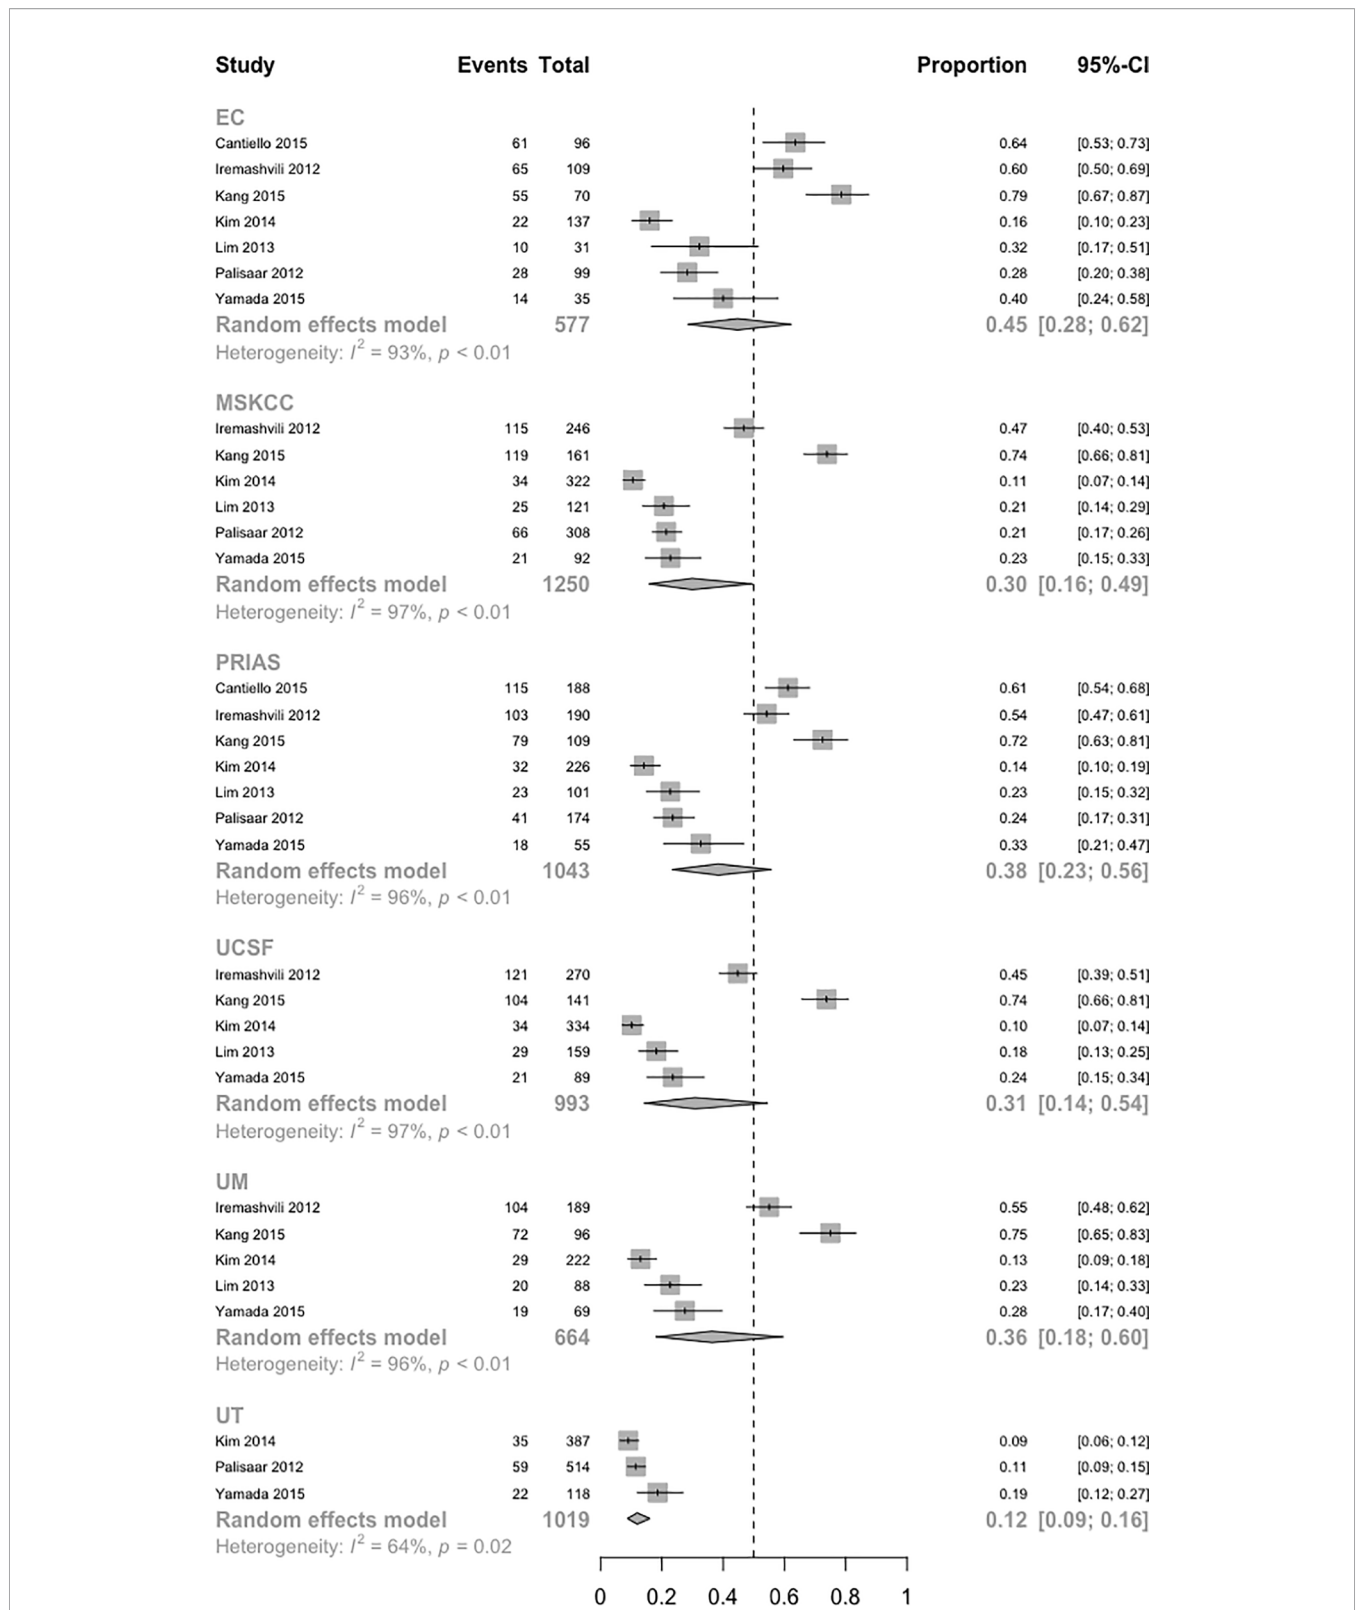 Study Events Total Proportion 95%-CI
EC
Cantiello 2015 61 96 0.64 [0.53; 0.73]
Iremashvili 2012 65 109 0.60 [0.50; 0.69]
Kang 2015 55 70 0.79 [0.67; 0.87]
Kim 2014 22 137 0.16 [0.10; 0.23]
Lim 2013 10 31 0.32 [0.17; 0.51]
Palisaar 2012 28 99 0.28 [0.20; 0.38]
Yamada 2015 14 35 0.40 [0.24; 0.58]
Random effects model 577 0.45 [0.28; 0.62]
Heterogeneity: I² = 93%, p < 0.01
MSKCC
Iremashvili 2012 115 246 0.47 [0.40; 0.53]
Kang 2015 119 161 0.74 [0.66; 0.81]
Kim 2014 34 322 0.11 [0.07; 0.14]
Lim 2013 25 121 0.21 [0.14; 0.29]
Palisaar 2012 66 308 0.21 [0.17; 0.26]
Yamada 2015 21 92 0.23 [0.15; 0.33]
Random effects model 1250 0.30 [0.16; 0.49]
Heterogeneity: I² = 97%, p < 0.01
PRIAS
Cantiello 2015 115 188 0.61 [0.54; 0.68]
Iremashvili 2012 103 190 0.54 [0.47; 0.61]
Kang 2015 79 109 0.72 [0.63; 0.81]
Kim 2014 32 226 0.14 [0.10; 0.19]
Lim 2013 23 101 0.23 [0.15; 0.32]
Palisaar 2012 41 174 0.24 [0.17; 0.31]
Yamada 2015 18 55 0.33 [0.21; 0.47]
Random effects model 1043 0.38 [0.23; 0.56]
Heterogeneity: I² = 96%, p < 0.01
UCSF
Iremashvili 2012 121 270 0.45 [0.39; 0.51]
Kang 2015 104 141 0.74 [0.66; 0.81]
Kim 2014 34 334 0.10 [0.07; 0.14]
Lim 2013 29 159 0.18 [0.13; 0.25]
Yamada 2015 21 89 0.24 [0.15; 0.34]
Random effects model 993 0.31 [0.14; 0.54]
Heterogeneity: I² = 97%, p < 0.01
UM
Iremashvili 2012 104 189 0.55 [0.48; 0.62]
Kang 2015 72 96 0.75 [0.65; 0.83]
Kim 2014 29 222 0.13 [0.09; 0.18]
Lim 2013 20 88 0.23 [0.14; 0.33]
Yamada 2015 19 69 0.28 [0.17; 0.40]
Random effects model 664 0.36 [0.18; 0.60]
Heterogeneity: I² = 96%, p < 0.01
UT
Kim 2014 35 387 0.09 [0.06; 0.12]
Palisaar 2012 59 514 0.11 [0.09; 0.15]
Yamada 2015 22 118 0.19 [0.12; 0.27]
Random effects model 1019 0.12 [0.09; 0.16]
Heterogeneity: I² = 64%, p = 0.02
0 0.2 0.4 0.6 0.8 1